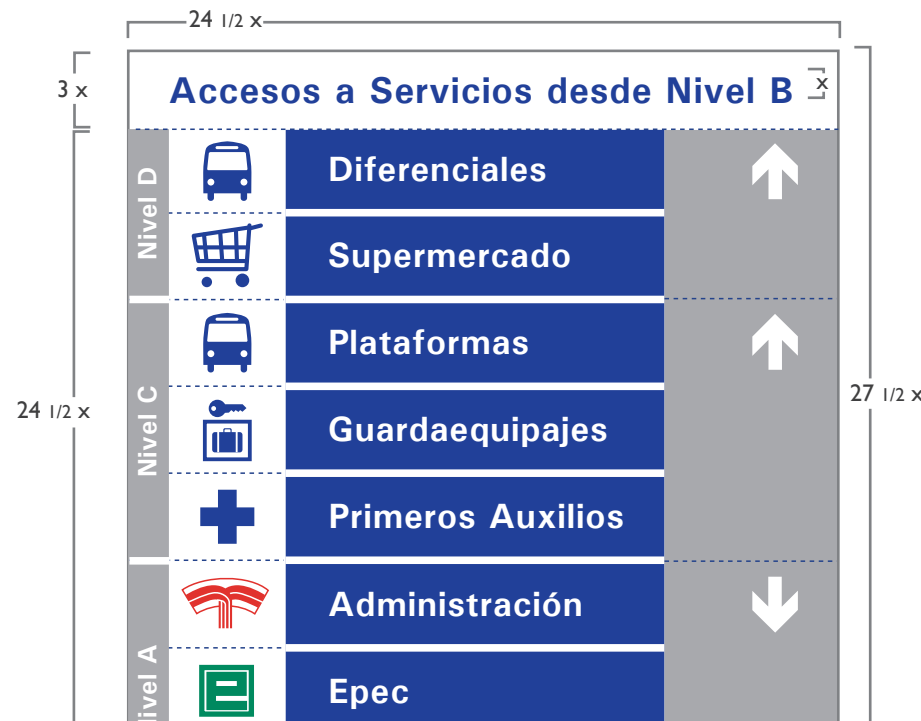 24 1/2 x
3 x
Accesos a Servicios desde Nivel B
x
Nivel D
Diferenciales
Supermercado
Nivel C
Plataformas
24 1/2 x
27 1/2 x
Guardaequipajes
Primeros Auxilios
Nivel A
Administración
Epec